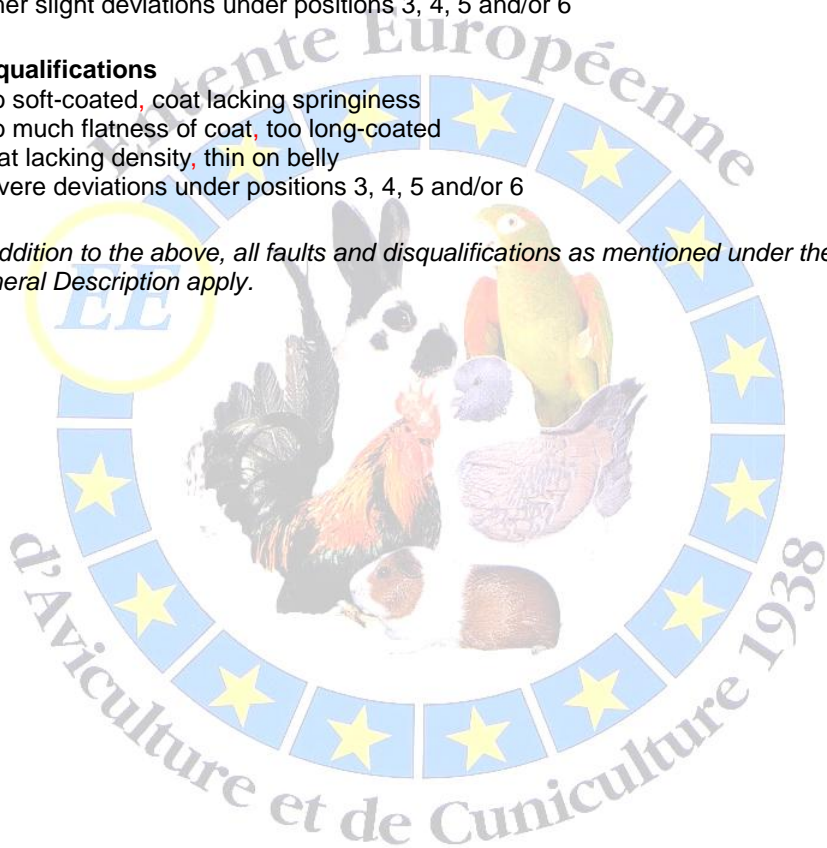 her slight deviations under positions 3, 4, 5 and/or 6
qualifications
o soft-coated, coat lacking springiness
o much flatness of coat, too long-coated
at lacking density, thin on belly
vere deviations under positions 3, 4, 5 and/or 6
ddition to the above, all faults and disqualifications as mentioned under the
neral Description apply.
Entente Européenne
EE
d'Aviculture et de Cuniculture 1938